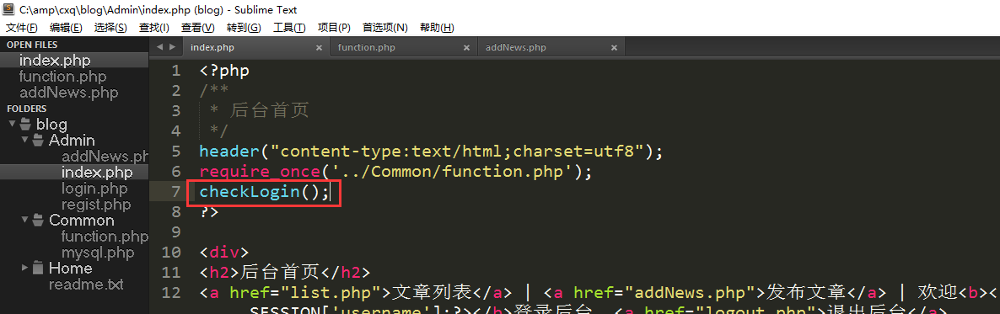 C:\amp\cxq\blog\Admin\index.php (blog) - Sublime Text
文件(F) 编辑(E) 选择(S) 查找(I) 查看(V) 转到(G) 工具(T) 项目(P) 首选项(N) 帮助(H)
OPEN FILES
index.php
function.php
addNews.php
FOLDERS
blog
Admin
addNews.ph
index.php
login.php
regist.php
Common
function.php
mysql.php
Home
readme.txt
index.php × function.php × addNews.php ×
1 <?php
2 /**
3  * 后台首页
4  */
5 header("content-type:text/html;charset=utf8");
6 require_once('../Common/function.php');
7 checkLogin();
8 ?>
9
10 <div>
11 <h2>后台首页</h2>
12 <a href="list.php">文章列表</a> | <a href="addNews.php">发布文章</a> | 欢迎<b><
SESSION['username'];?></b>登录后台 <a href="logout.php">退出后台</a>